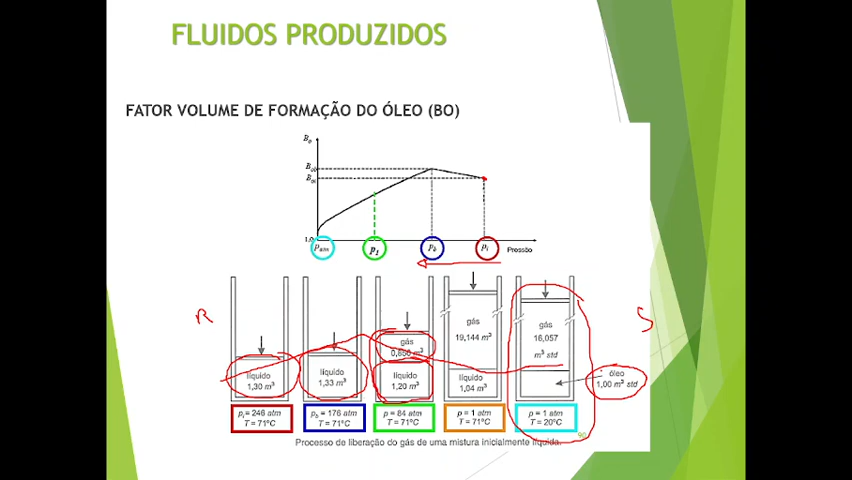 FLUIDOS PRODUZIDOS
FATOR VOLUME DE FORMAÇÃO DO ÓLEO (BO)
Bo
Bob
Boi
1,0
Patm
P1
Pb
Pi
Pressão
R
S
líquido
1,30 m³
líquido
1,33 m³
gás
0,850 m³
líquido
1,20 m³
gás
19,144 m³
líquido
1,04 m³
gás
16,057
m³ std
óleo
1,00 m³ std
pi = 246 atm
T = 71°C
pb = 176 atm
T = 71°C
p = 84 atm
T = 71°C
p = 1 atm
T = 71°C
p = 1 atm
T = 20°C
90
Processo de liberação do gás de uma mistura inicialmente líquida.